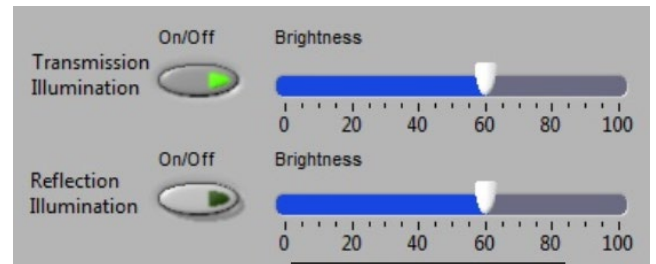 On/Off Brightness
Transmission
Illumination
0 20 40 60 80 100
On/Off Brightness
Reflection
Illumination
0 20 40 60 80 100